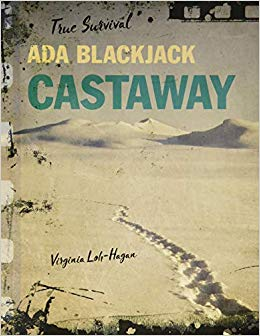 True Survival
ADA BLACKJACK
CASTAWAY
Virginia Loh-Hagan